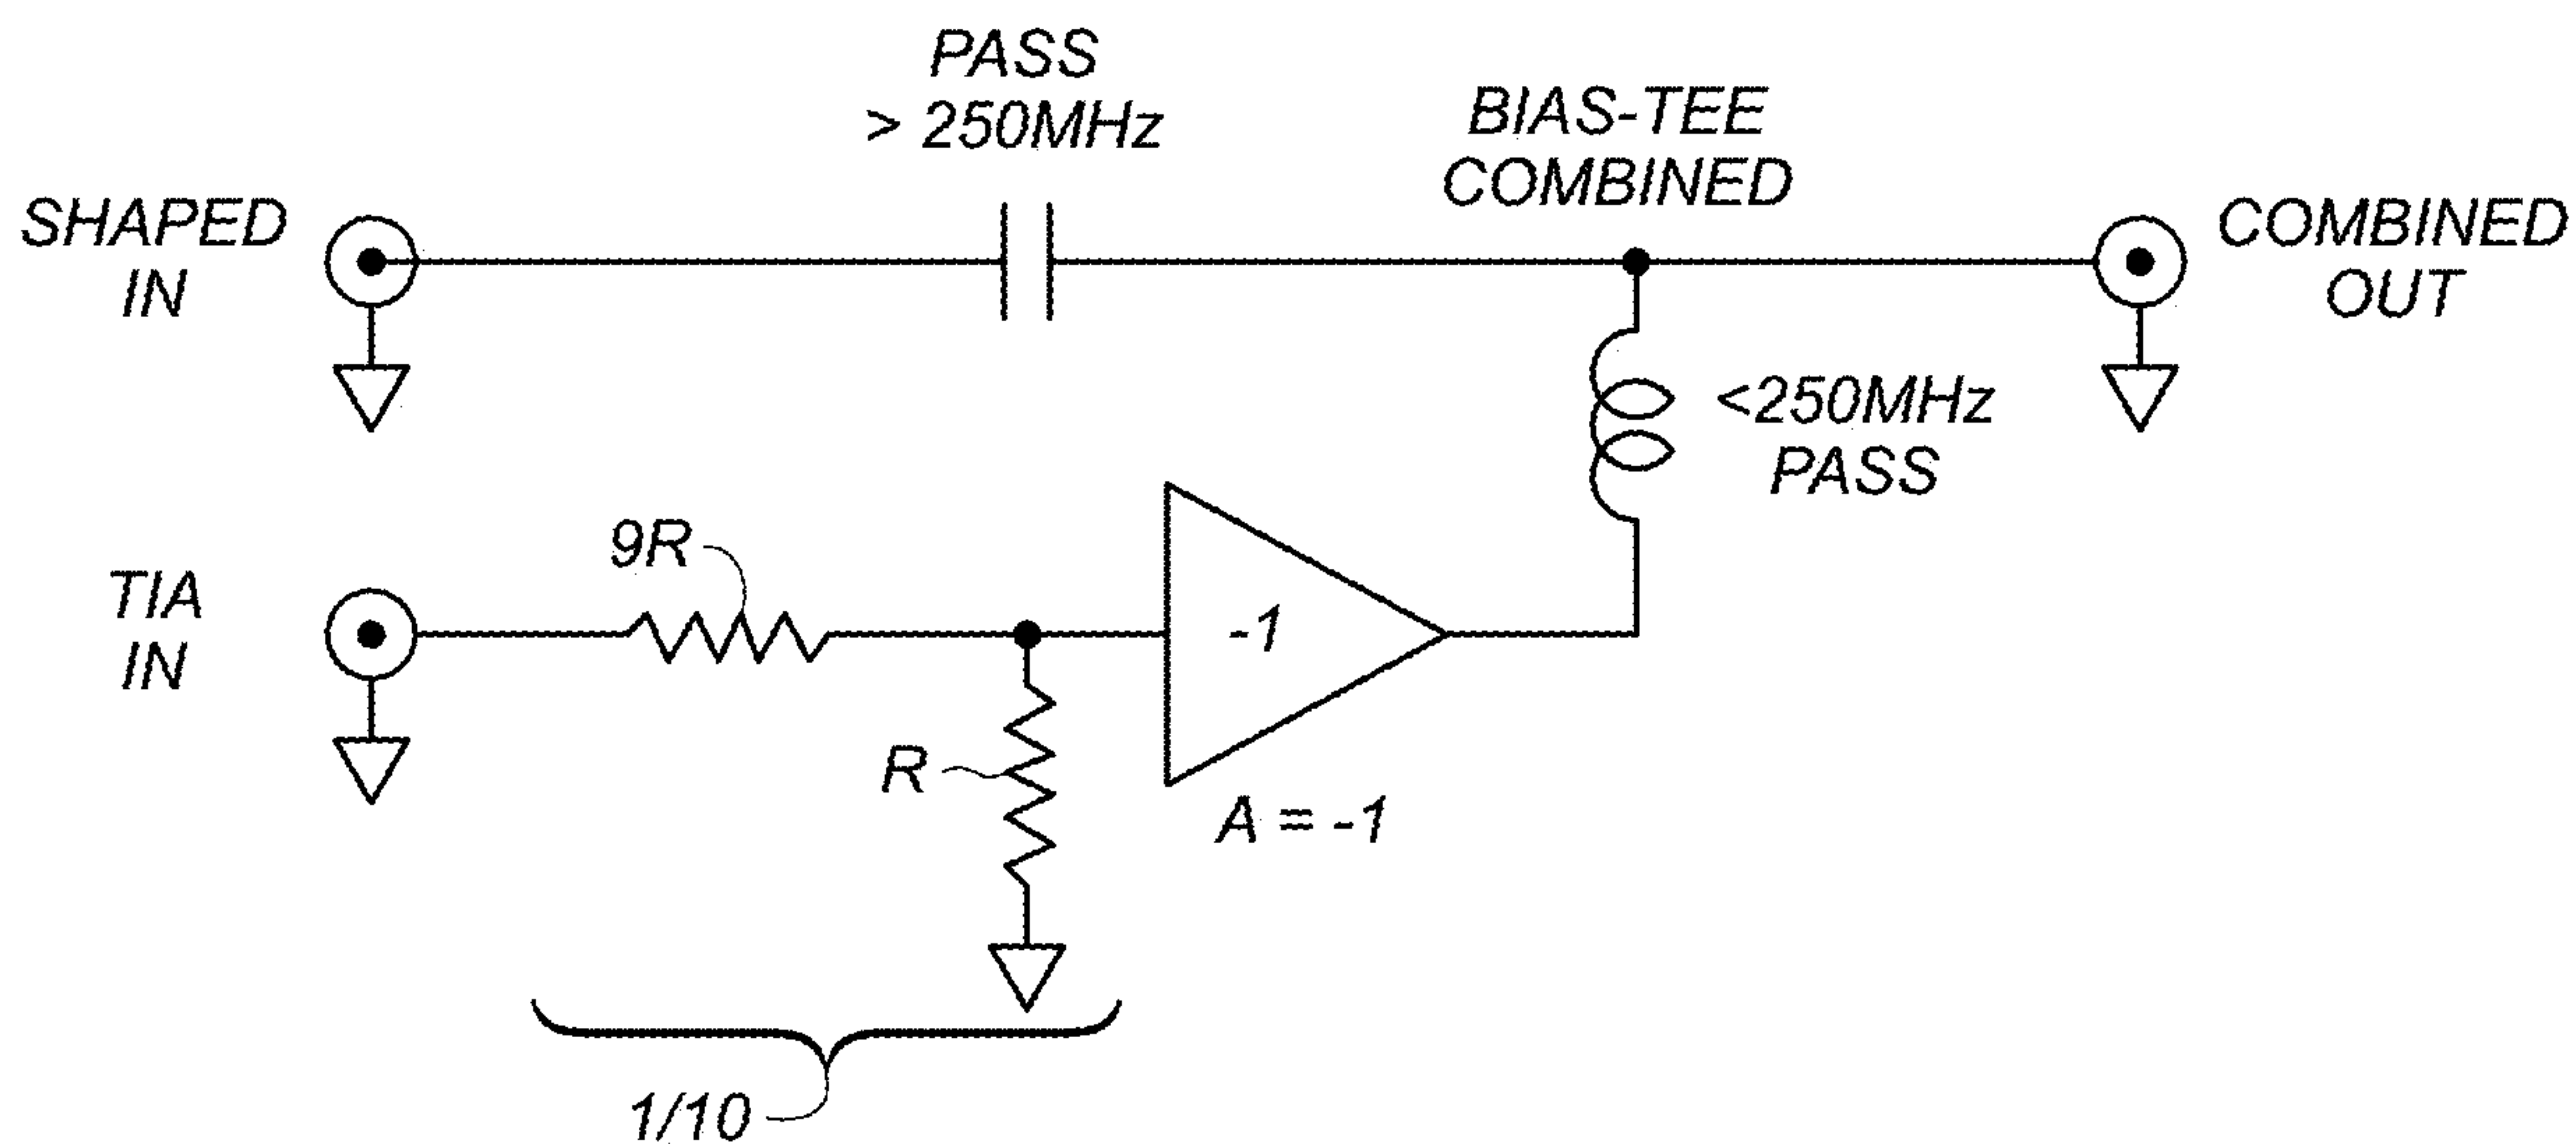 PASS
> 250MHz
BIAS-TEE
COMBINED
SHAPED
IN
COMBINED
OUT
<250MHz
PASS
9R
TIA
IN
-1
R
A = -1
1/10